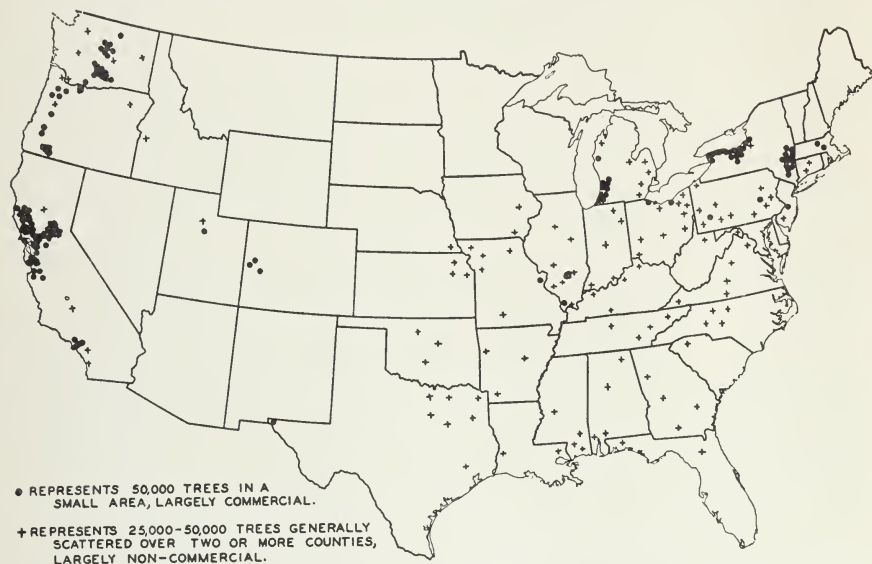 ● REPRESENTS 50,000 TREES IN A
SMALL AREA, LARGELY COMMERCIAL.
+ REPRESENTS 25,000-50,000 TREES GENERALLY
SCATTERED OVER TWO OR MORE COUNTIES,
LARGELY NON-COMMERCIAL.